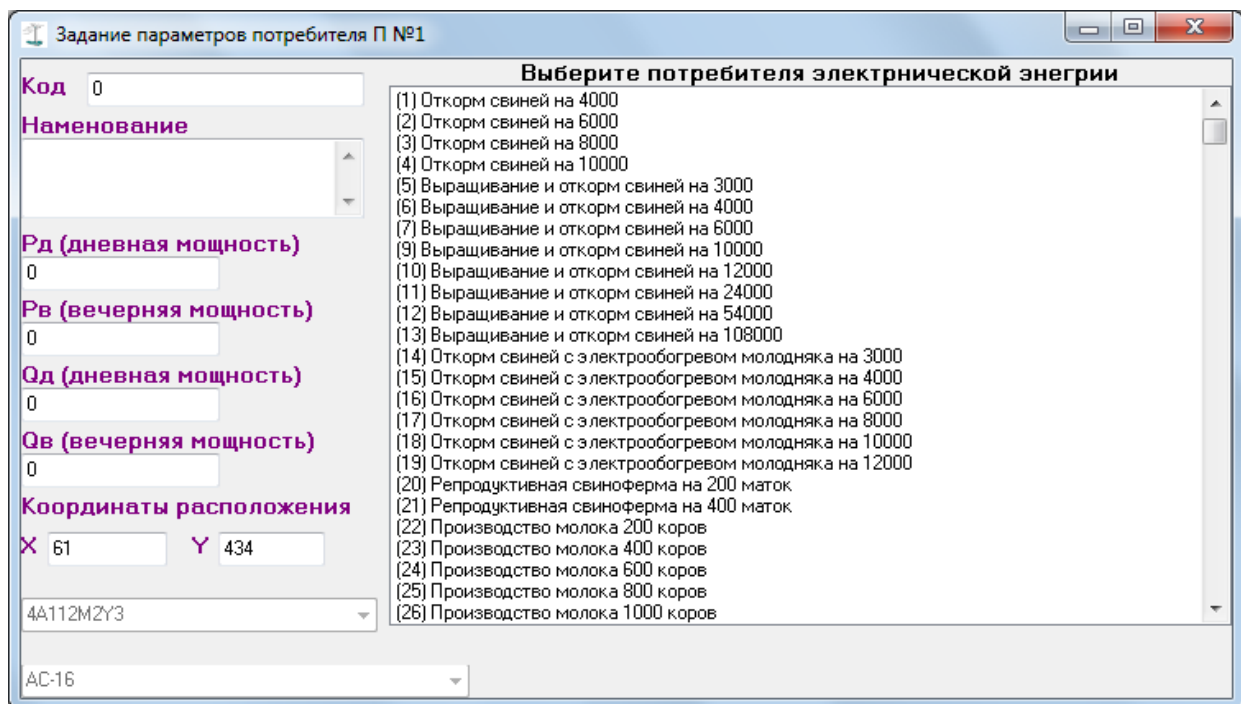 Задание параметров потребителя П №1
Код 0
Наменование
Рд (дневная мощность)
0
Рв (вечерняя мощность)
0
Qд (дневная мощность)
0
Qв (вечерняя мощность)
0
Координаты расположения
X 61 Y 434
4А112М2У3
АС-16
Выберите потребителя электрнической энегрии
(1) Откорм свиней на 4000
(2) Откорм свиней на 6000
(3) Откорм свиней на 8000
(4) Откорм свиней на 10000
(5) Выращивание и откорм свиней на 3000
(6) Выращивание и откорм свиней на 4000
(7) Выращивание и откорм свиней на 6000
(9) Выращивание и откорм свиней на 10000
(10) Выращивание и откорм свиней на 12000
(11) Выращивание и откорм свиней на 24000
(12) Выращивание и откорм свиней на 54000
(13) Выращивание и откорм свиней на 108000
(14) Откорм свиней с электрообогревом молодняка на 3000
(15) Откорм свиней с электрообогревом молодняка на 4000
(16) Откорм свиней с электрообогревом молодняка на 6000
(17) Откорм свиней с электрообогревом молодняка на 8000
(18) Откорм свиней с электрообогревом молодняка на 10000
(19) Откорм свиней с электрообогревом молодняка на 12000
(20) Репродуктивная свиноферма на 200 маток
(21) Репродуктивная свиноферма на 400 маток
(22) Производство молока 200 коров
(23) Производство молока 400 коров
(24) Производство молока 600 коров
(25) Производство молока 800 коров
(26) Производство молока 1000 коров